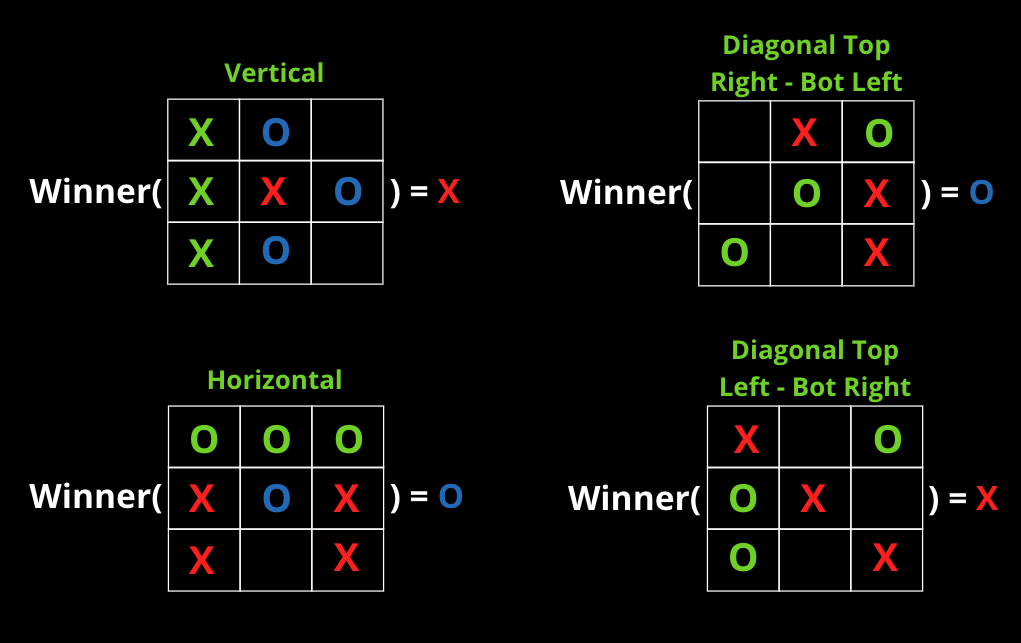 Vertical
X O
Winner( X X O ) = X
X O
Diagonal Top
Right - Bot Left
X O
Winner( O X ) = O
O X
Horizontal
O O O
Winner( X O X ) = O
X X
Diagonal Top
Left - Bot Right
X O
Winner( O X ) = X
O X